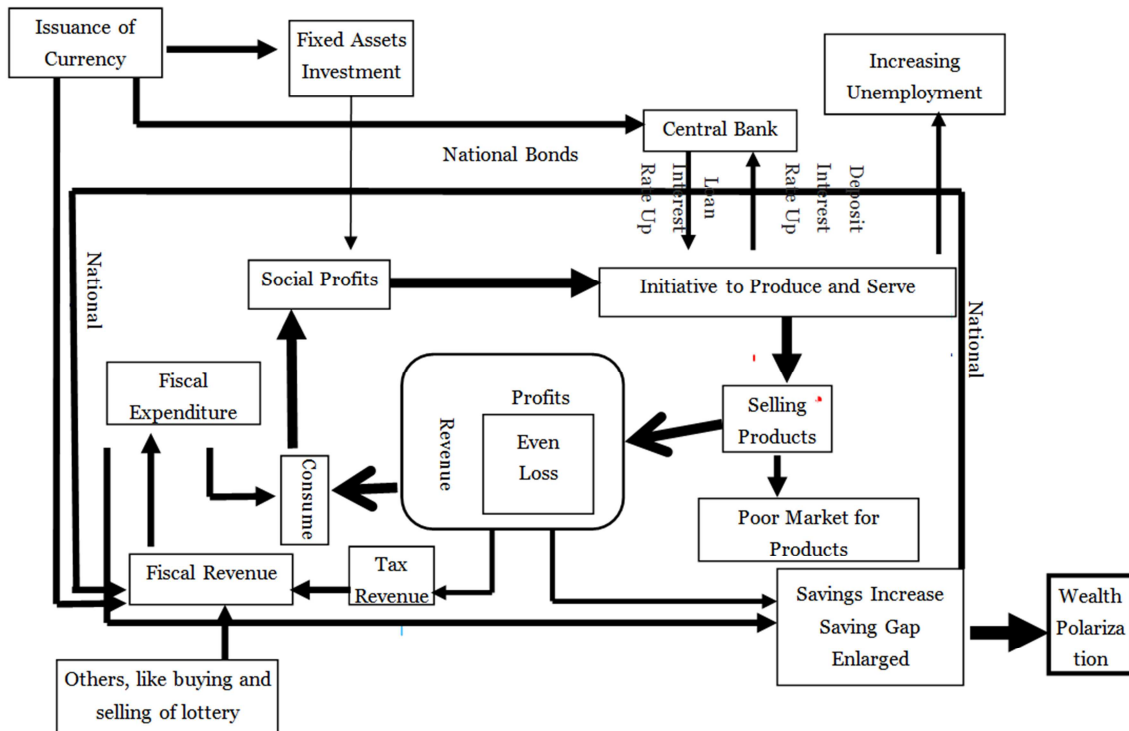 Issuance of
Currency
Fixed Assets
Investment
Increasing
Unemployment
Central Bank
National Bonds
Loan
Interest
Rate Up
Deposit
Interest
Rate Up
National
Social Profits
Initiative to Produce and Serve
National
Fiscal
Expenditure
Profits
Revenue
Even
Loss
Selling
Products
Consume
Poor Market for
Products
Fiscal Revenue
Tax
Revenue
Savings Increase
Saving Gap
Enlarged
Wealth
Polariza
tion
Others, like buying and
selling of lottery